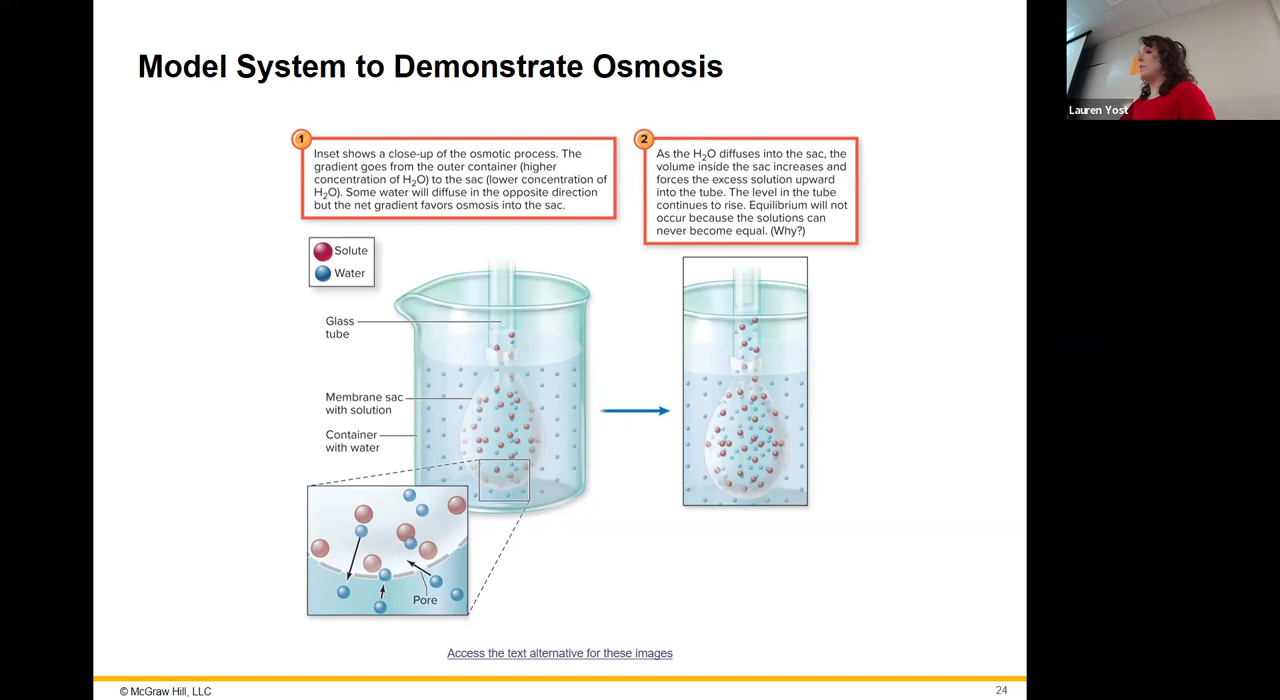 Model System to Demonstrate Osmosis
Lauren Yost
1
Inset shows a close-up of the osmotic process. The
gradient goes from the outer container (higher
concentration of H2O) to the sac (lower concentration of
H2O). Some water will diffuse in the opposite direction
but the net gradient favors osmosis into the sac.
2
As the H2O diffuses into the sac, the
volume inside the sac increases and
forces the excess solution upward
into the tube. The level in the tube
continues to rise. Equilibrium will not
occur because the solutions can
never become equal. (Why?)
Solute
Water
Glass
tube
Membrane sac
with solution
Container
with water
Pore
Access the text alternative for these images
© McGraw Hill, LLC
24